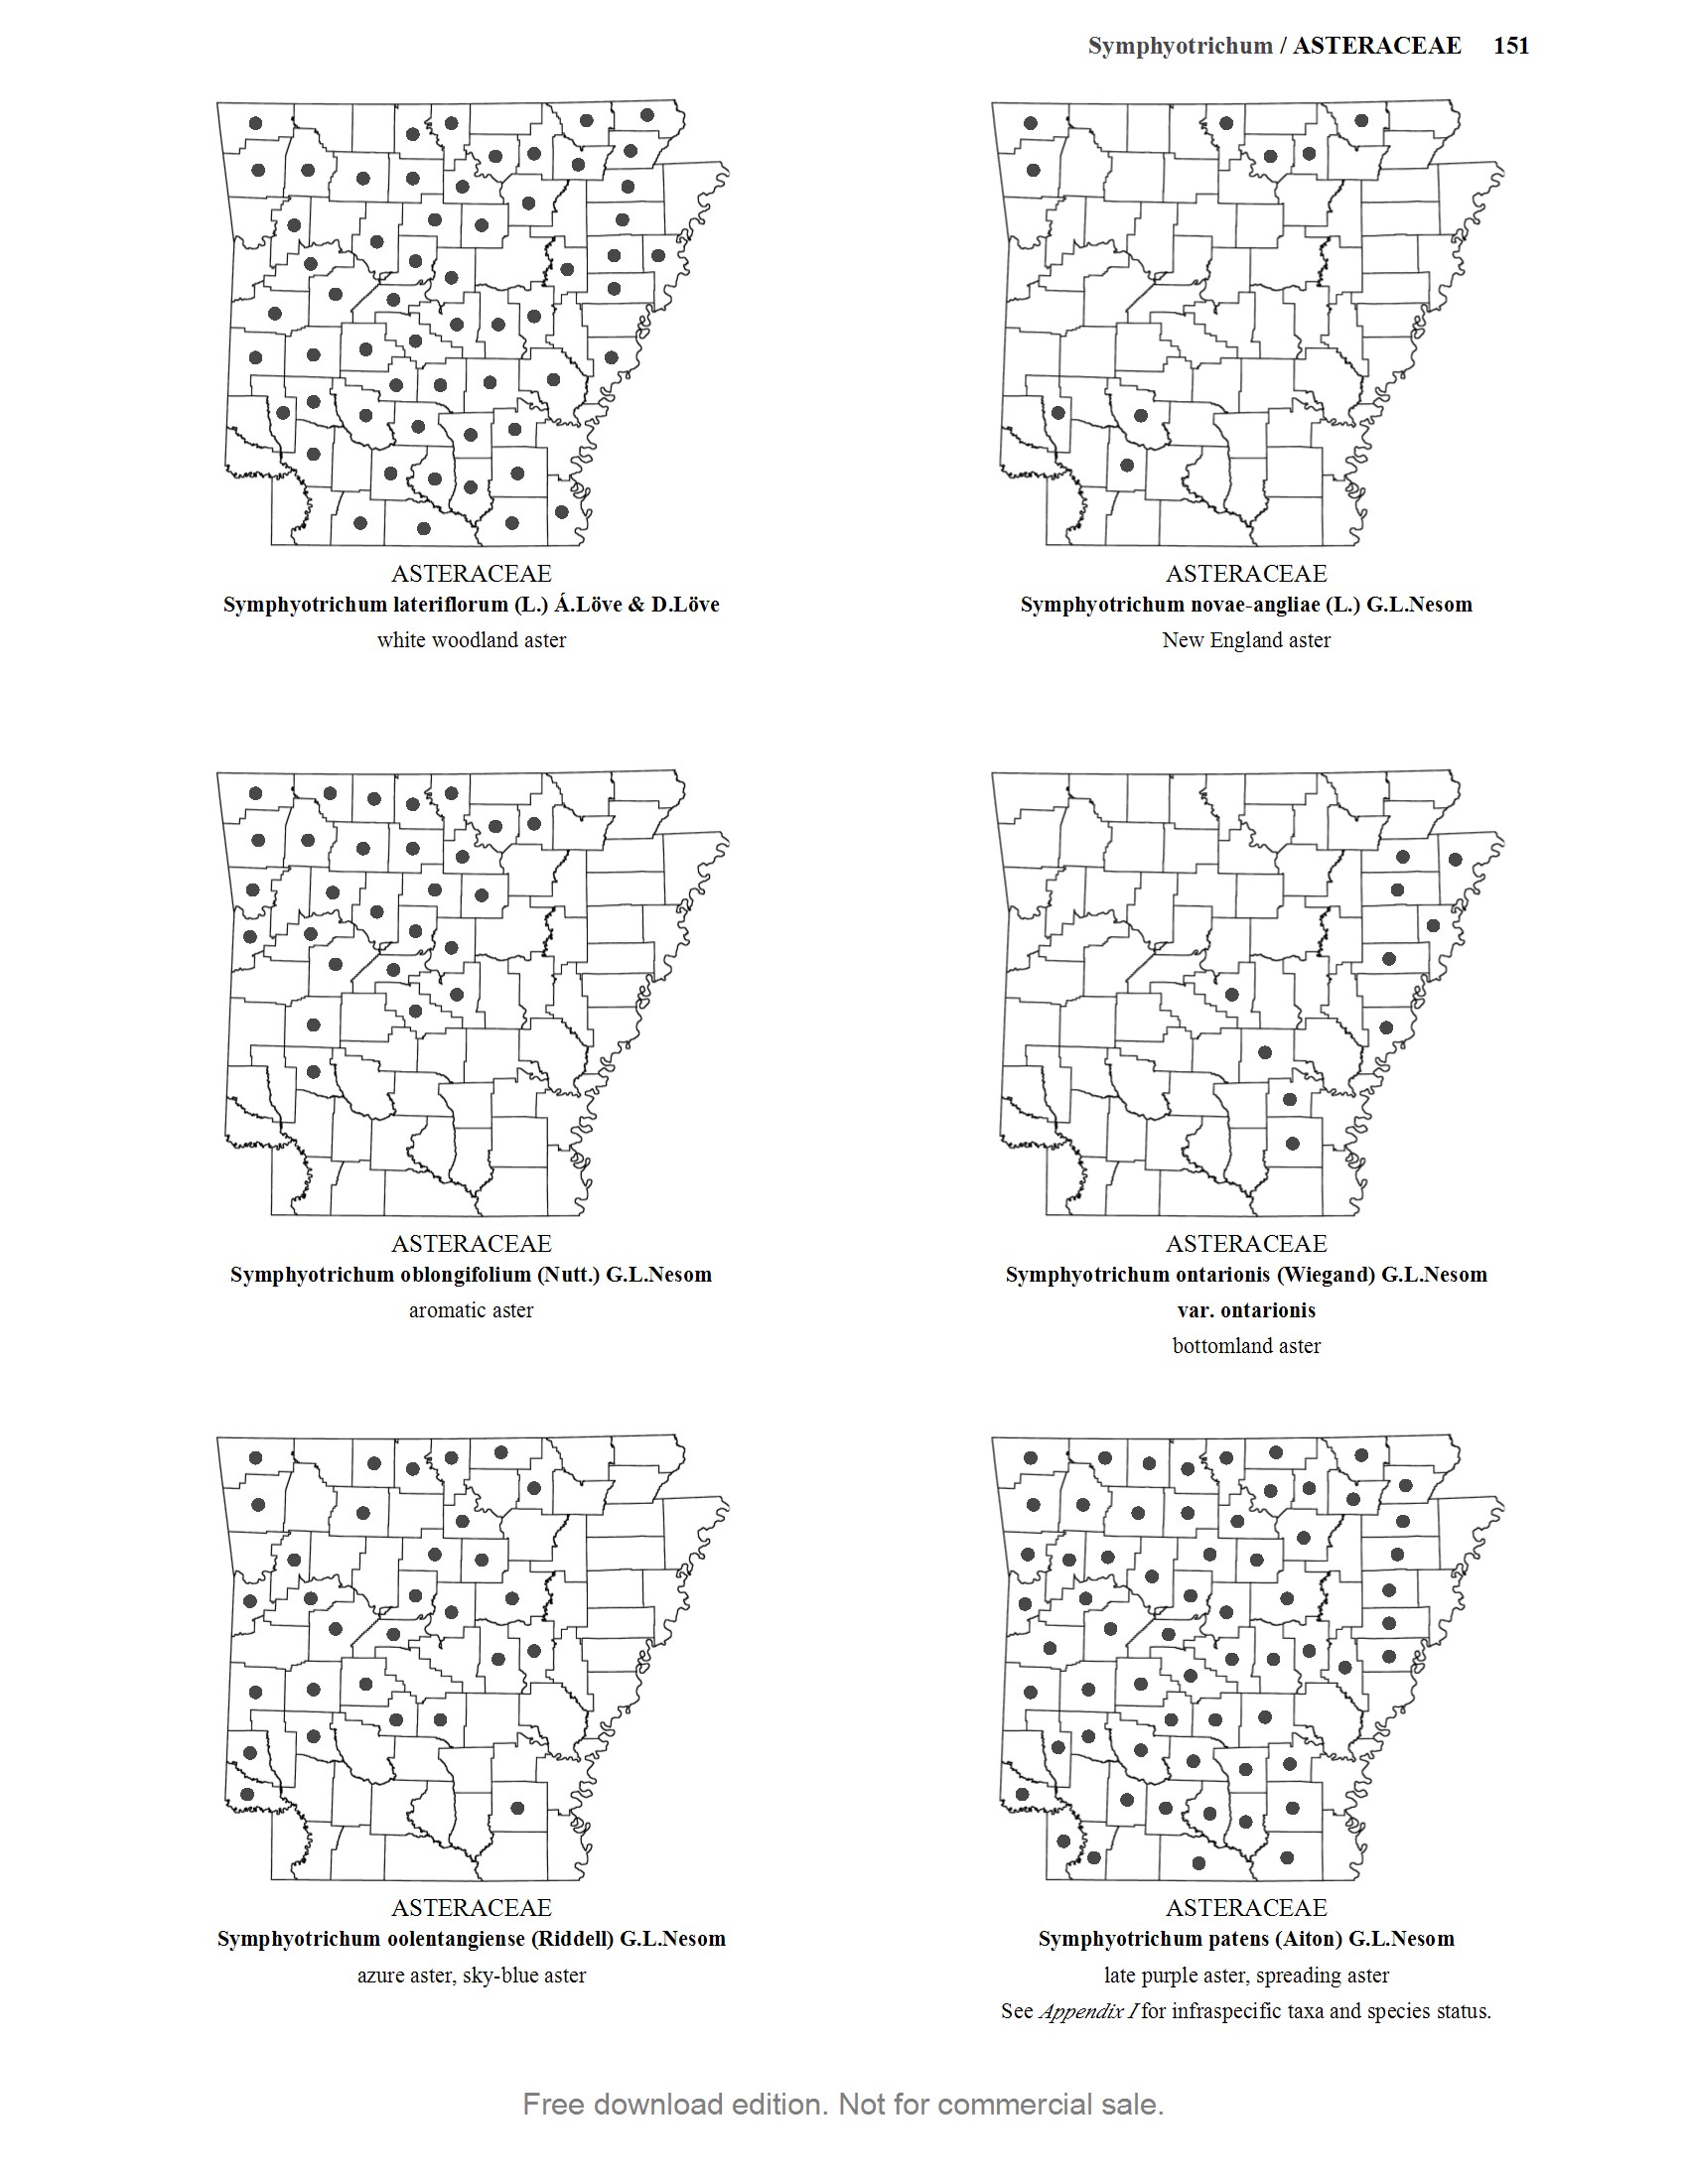 Symphyotrichum / ASTERACEAE 151
ASTERACEAE
Symphyotrichum lateriflorum (L.) Á.Löve & D.Löve
white woodland aster
ASTERACEAE
Symphyotrichum novae-angliae (L.) G.L.Nesom
New England aster
ASTERACEAE
Symphyotrichum oblongifolium (Nutt.) G.L.Nesom
aromatic aster
ASTERACEAE
Symphyotrichum ontarionis (Wiegand) G.L.Nesom
var. ontarionis
bottomland aster
ASTERACEAE
Symphyotrichum oolentangiense (Riddell) G.L.Nesom
azure aster, sky-blue aster
ASTERACEAE
Symphyotrichum patens (Aiton) G.L.Nesom
late purple aster, spreading aster
See Appendix I for infraspecific taxa and species status.
Free download edition. Not for commercial sale.